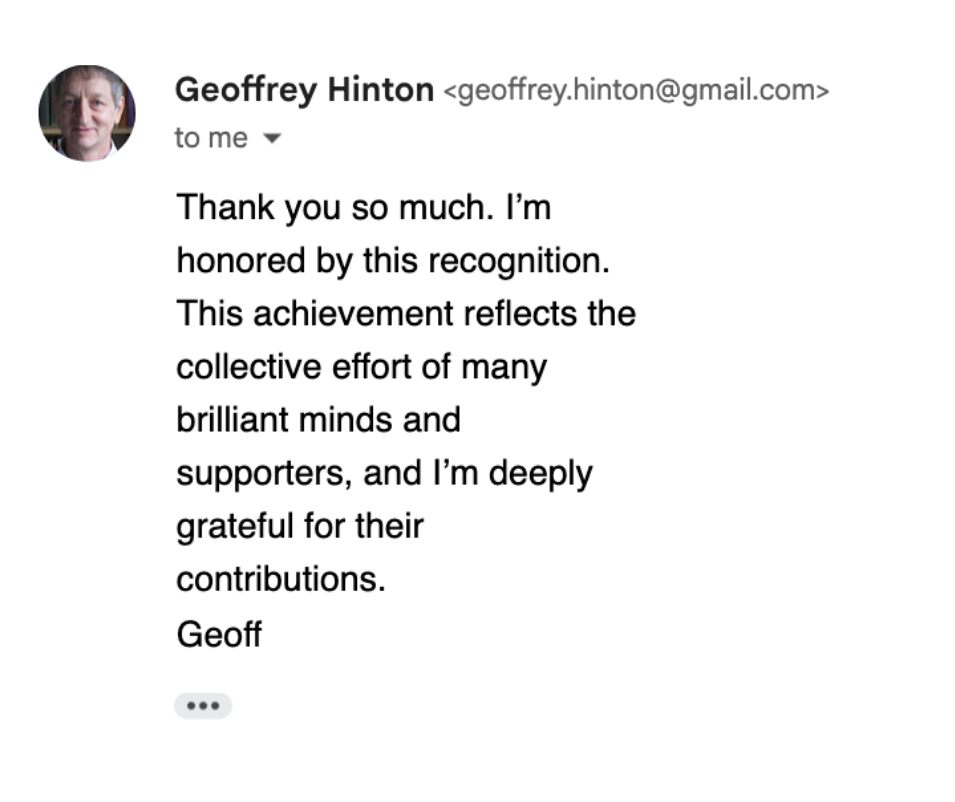 Geoffrey Hinton <geoffrey.hinton@gmail.com>
to me
Thank you so much. I’m
honored by this recognition.
This achievement reflects the
collective effort of many
brilliant minds and
supporters, and I’m deeply
grateful for their
contributions.
Geoff